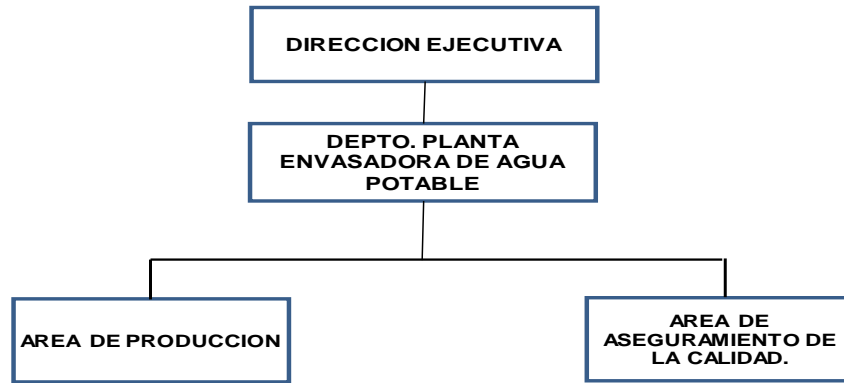 DIRECCION EJECUTIVA
DEPTO. PLANTA
ENVASADORA DE AGUA
POTABLE
AREA DE PRODUCCION
AREA DE
ASEGURAMIENTO DE
LA CALIDAD.